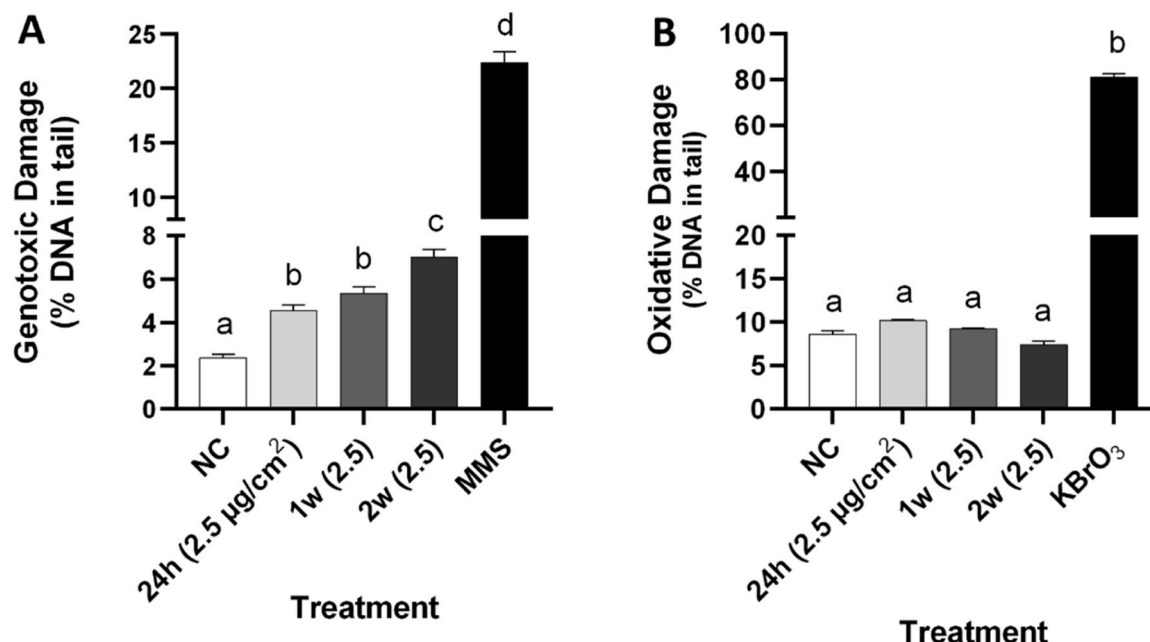 A
Genotoxic Damage
(% DNA in tail)
25
20
15
10
8
6
4
2
0
a
b
b
c
d
NC
24h (2.5 µg/cm²)
1w (2.5)
2w (2.5)
MMS
Treatment
B
Oxidative Damage
(% DNA in tail)
100
80
60
40
20
15
10
5
0
a
a
a
a
b
NC
24h (2.5 µg/cm²)
1w (2.5)
2w (2.5)
KBrO₃
Treatment